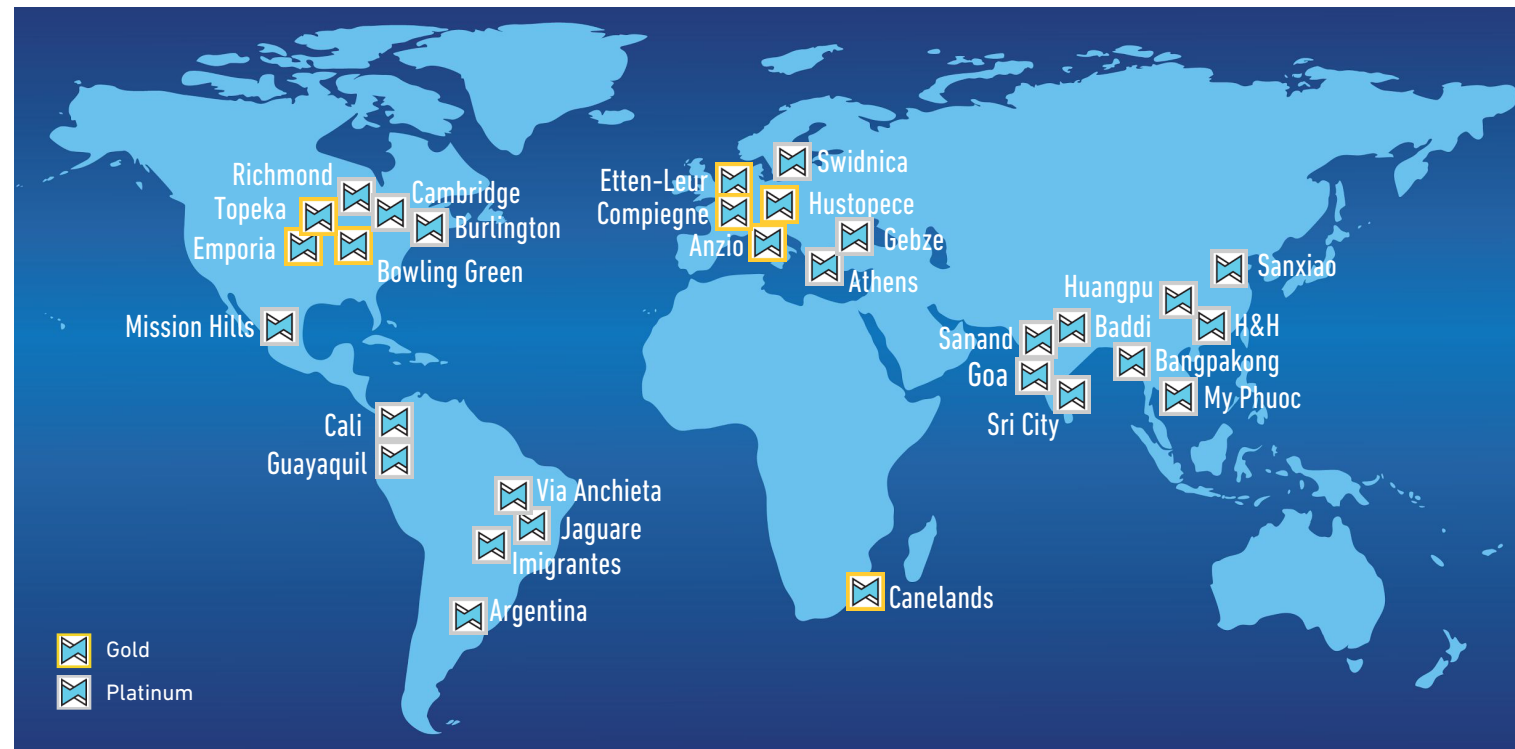 Richmond
Topeka
Emporia
Cambridge
Burlington
Bowling Green
Mission Hills
Cali
Guayaquil
Via Anchieta
Jaguare
Imigrantes
Argentina
Etten-Leur
Compiegne
Anzio
Swidnica
Hustopece
Gebze
Athens
Canelands
Sanand
Goa
Sri City
Baddi
Huangpu
Sanxiao
H&H
Bangpakong
My Phuoc
Gold
Platinum